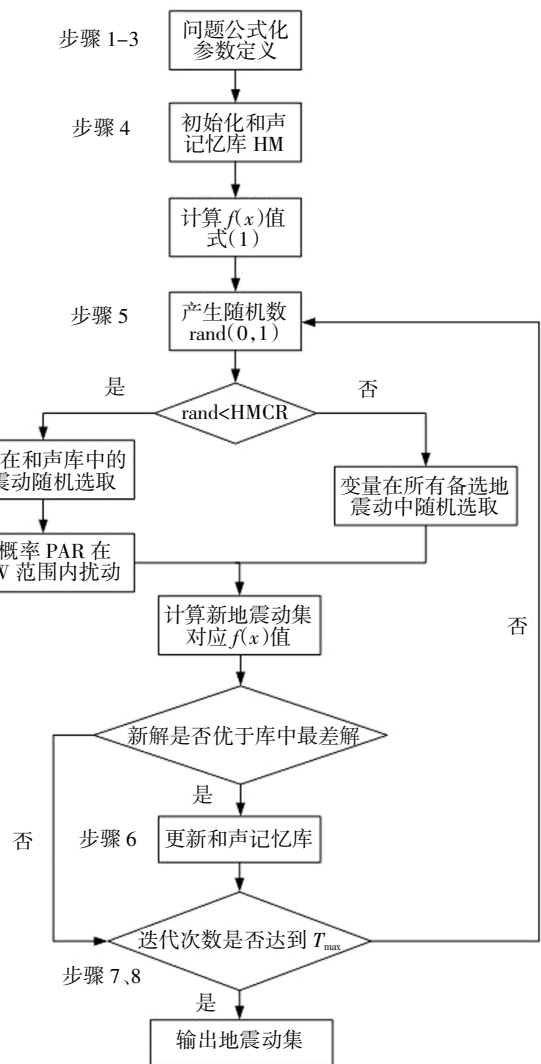 步骤 1-3
问题公式化
参数定义
步骤 4
初始化和声
记忆库 HM
计算 f(x)值
式(1)
步骤 5
产生随机数
rand(0,1)
是
rand<HMCR
否
在和声库中的
震动随机选取
变量在所有备选地
震动中随机选取
概率 PAR 在
范围内扰动
计算新地震动集
对应 f(x)值
否
新解是否优于库中最差解
是
否
步骤 6
更新和声记忆库
迭代次数是否达到 Tmax
步骤 7、8
是
输出地震动集